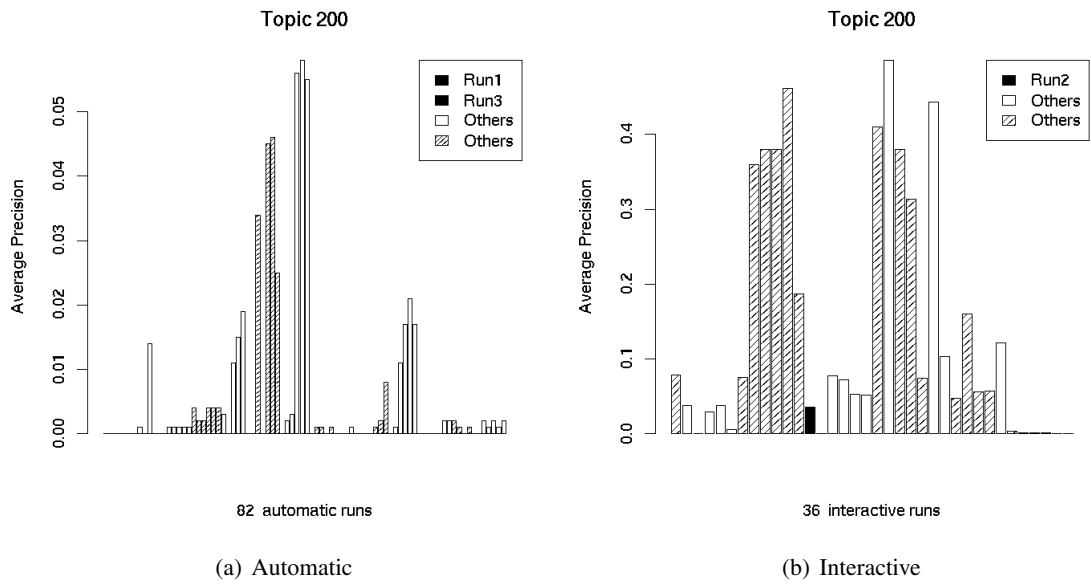 Topic 200
Run1
Run3
Others
Others
Average Precision
0.05
0.04
0.03
0.02
0.01
0.00
82 automatic runs
(a) Automatic
Topic 200
Run2
Others
Others
Average Precision
0.4
0.3
0.2
0.1
0.0
36 interactive runs
(b) Interactive